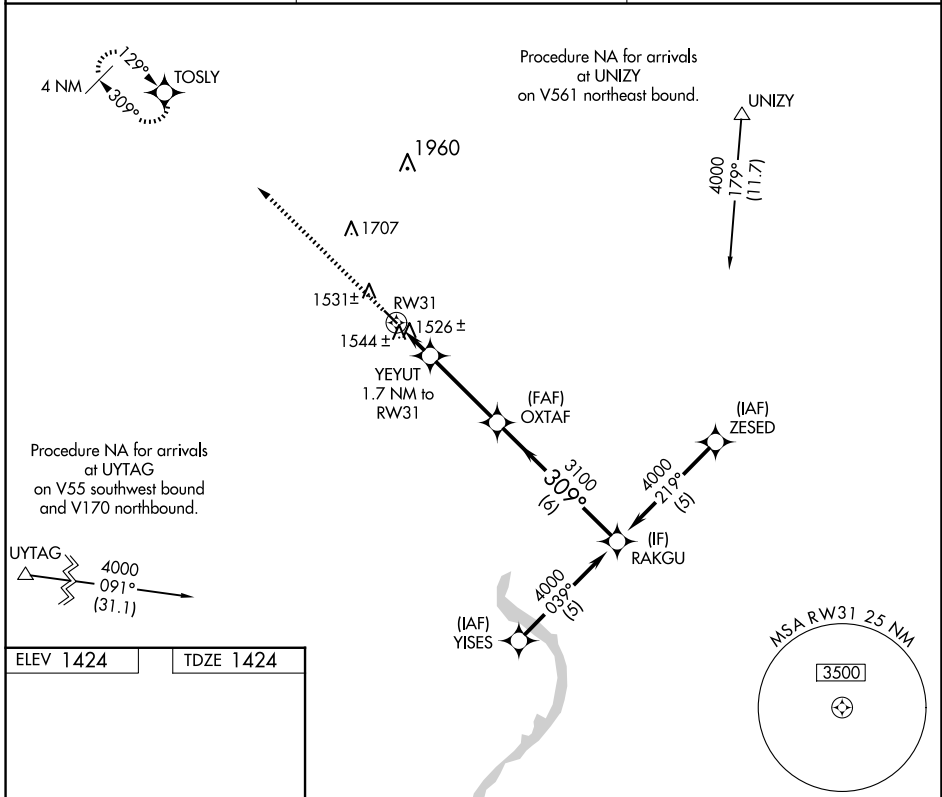 129°
TOSLY
4 NM
309°
Procedure NA for arrivals
at UNIZY
on V561 northeast bound.
UNIZY
4000
179°
(11.7)
1960
1707
1531±
RW31
1544 ±
1526 ±
YEYUT
1.7 NM to
RW31
(FAF)
OXTAF
(IAF)
ZESED
3100
309°
(6)
4000
219°
(5)
(IF)
RAKGU
Procedure NA for arrivals
at UYTAG
on V55 southwest bound
and V170 northbound.
UYTAG
4000
091°
(31.1)
4000
039°
(5)
(IAF)
YISES
MSA RW31 25 NM
3500
ELEV 1424
TDZE 1424